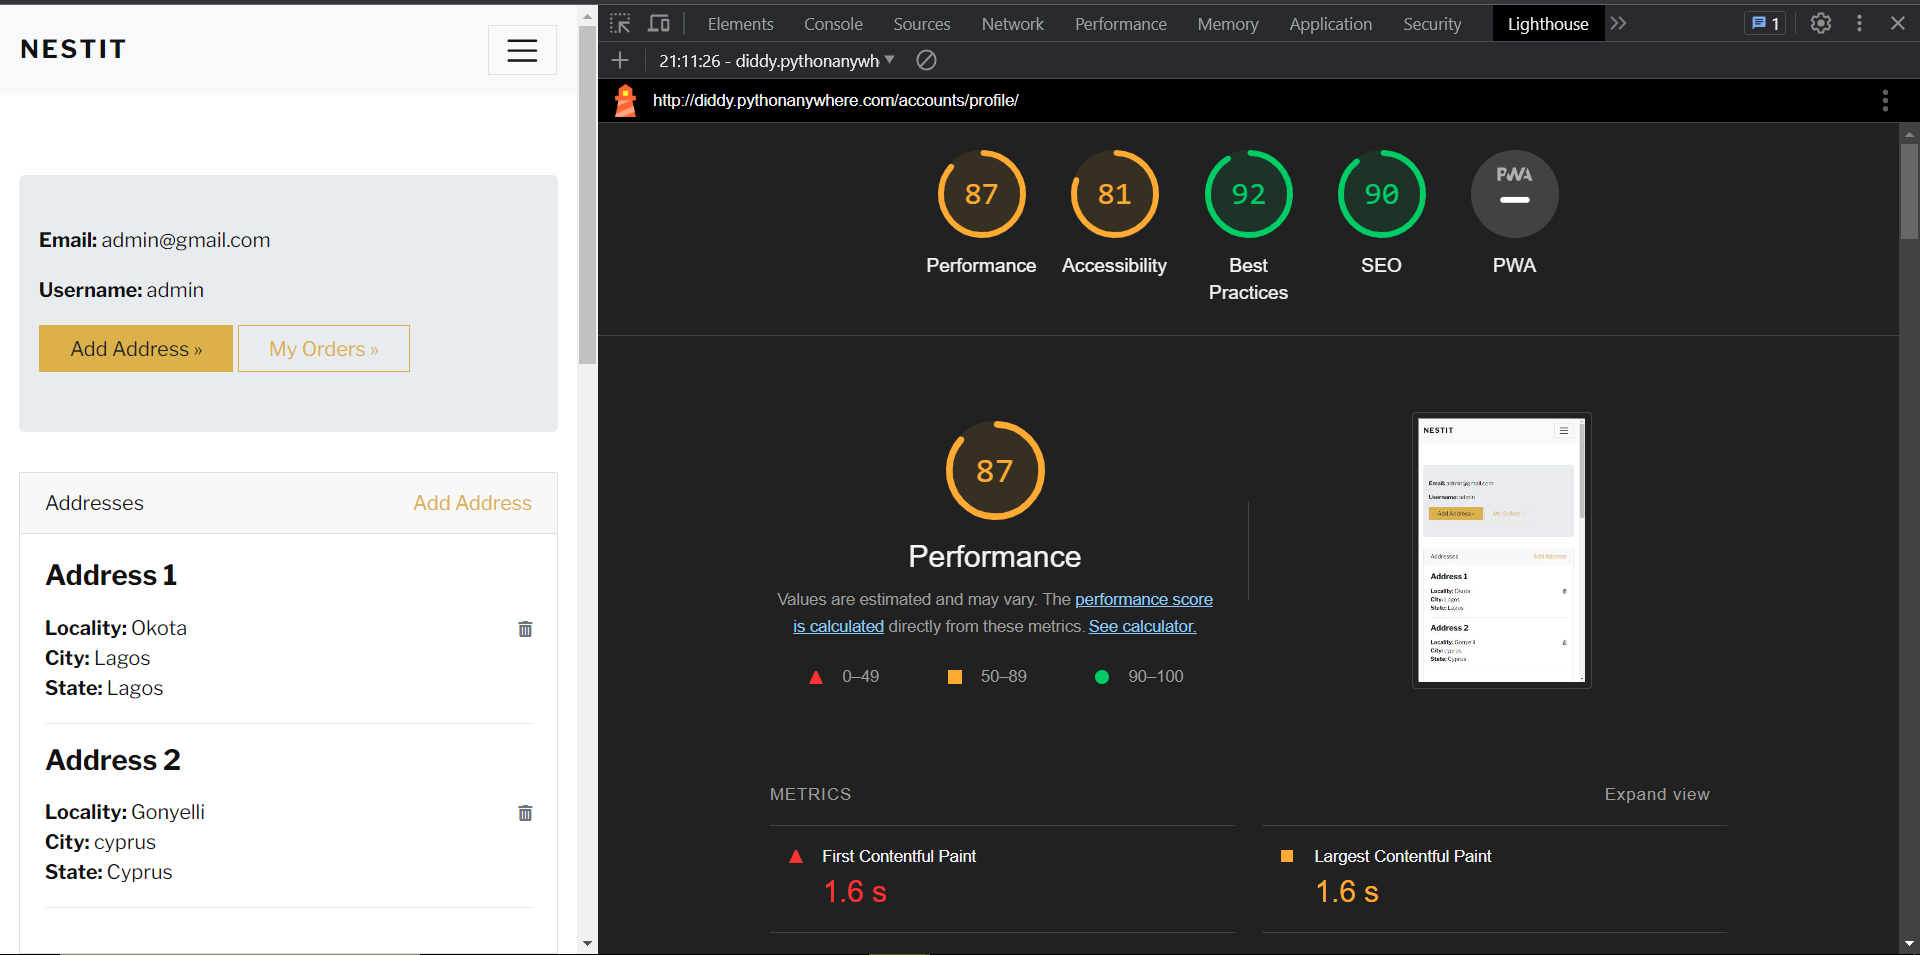 NESTIT
Email: admin@gmail.com
Username: admin
Add Address »
My Orders »
Addresses
Add Address
Address 1
Locality: Okota
City: Lagos
State: Lagos
Address 2
Locality: Gonyelli
City: cyprus
State: Cyprus
Elements
Console
Sources
Network
Performance
Memory
Application
Security
Lighthouse
1
21:11:26 - diddy.pythonanywh
http://diddy.pythonanywhere.com/accounts/profile/
87
81
92
90
PWA
Performance
Accessibility
Best
Practices
SEO
PWA
87
Performance
Values are estimated and may vary. The performance score
is calculated directly from these metrics. See calculator.
0–49
50–89
90–100
NESTIT
Email: admin@gmail.com
Username: admin
Add Address »
My Orders »
Addresses
Add Address
Address 1
Locality: Okota
City: Lagos
State: Lagos
Address 2
Locality: Gonyelli
City: cyprus
State: Cyprus
METRICS
Expand view
First Contentful Paint
1.6 s
Largest Contentful Paint
1.6 s